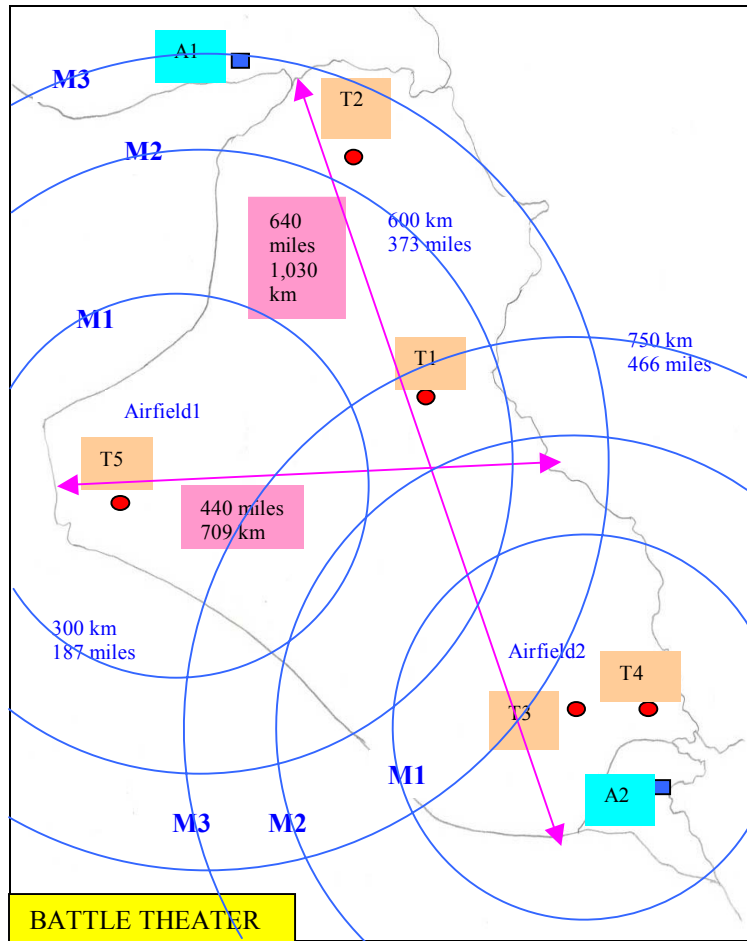 A1
M3
T2
M2
640
miles
1,030
km
600 km
373 miles
M1
750 km
466 miles
T1
Airfield1
T5
440 miles
709 km
300 km
187 miles
Airfield2
T4
T3
M1
A2
M3
M2
BATTLE THEATER